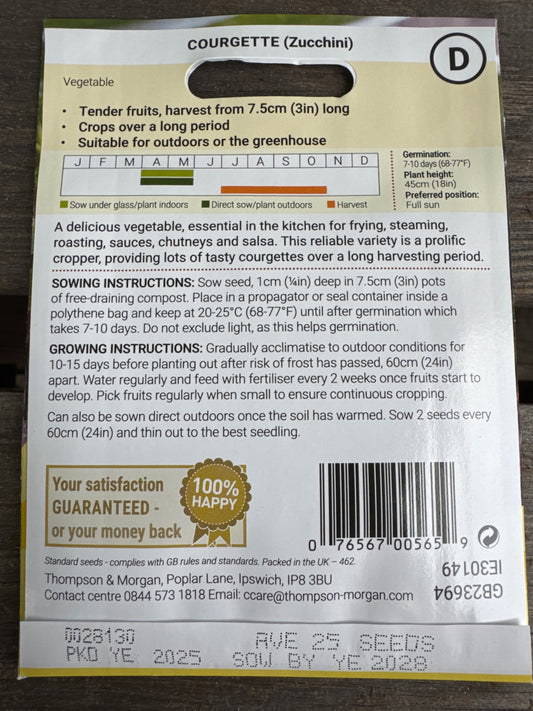 COURGETTE (Zucchini)
D
Vegetable
• Tender fruits, harvest from 7.5cm (3in) long
• Crops over a long period
• Suitable for outdoors or the greenhouse
J F M A M J J A S O N D
Sow under glass/plant indoors Direct sow/plant outdoors Harvest
Germination:
7-10 days (68-77°F)
Plant height:
45cm (18in)
Preferred position:
Full sun
A delicious vegetable, essential in the kitchen for frying, steaming,
roasting, sauces, chutneys and salsa. This reliable variety is a prolific
cropper, providing lots of tasty courgettes over a long harvesting period.
SOWING INSTRUCTIONS: Sow seed, 1cm (½in) deep in 7.5cm (3in) pots
of free-draining compost. Place in a propagator or seal container inside a
polythene bag and keep at 20-25°C (68-77°F) until after germination which
takes 7-10 days. Do not exclude light, as this helps germination.
GROWING INSTRUCTIONS: Gradually acclimatise to outdoor conditions for
10-15 days before planting out after risk of frost has passed, 60cm (24in)
apart. Water regularly and feed with fertiliser every 2 weeks once fruits start to
develop. Pick fruits regularly when small to ensure continuous cropping.
Can also be sown direct outdoors once the soil has warmed. Sow 2 seeds every
60cm (24in) and thin out to the best seedling.
Your satisfaction
GUARANTEED -
or your money back
100%
HAPPY
0 76567 00565 9
Standard seeds - complies with GB rules and standards. Packed in the UK – 462
Thompson & Morgan, Poplar Lane, Ipswich, IP8 3BU
Contact centre 0844 573 1818 Email: ccare@thompson-morgan.com
GB23694
IE30149
0028130 AVE 25 SEEDS
PKD YE 2025 SOW BY YE 2028